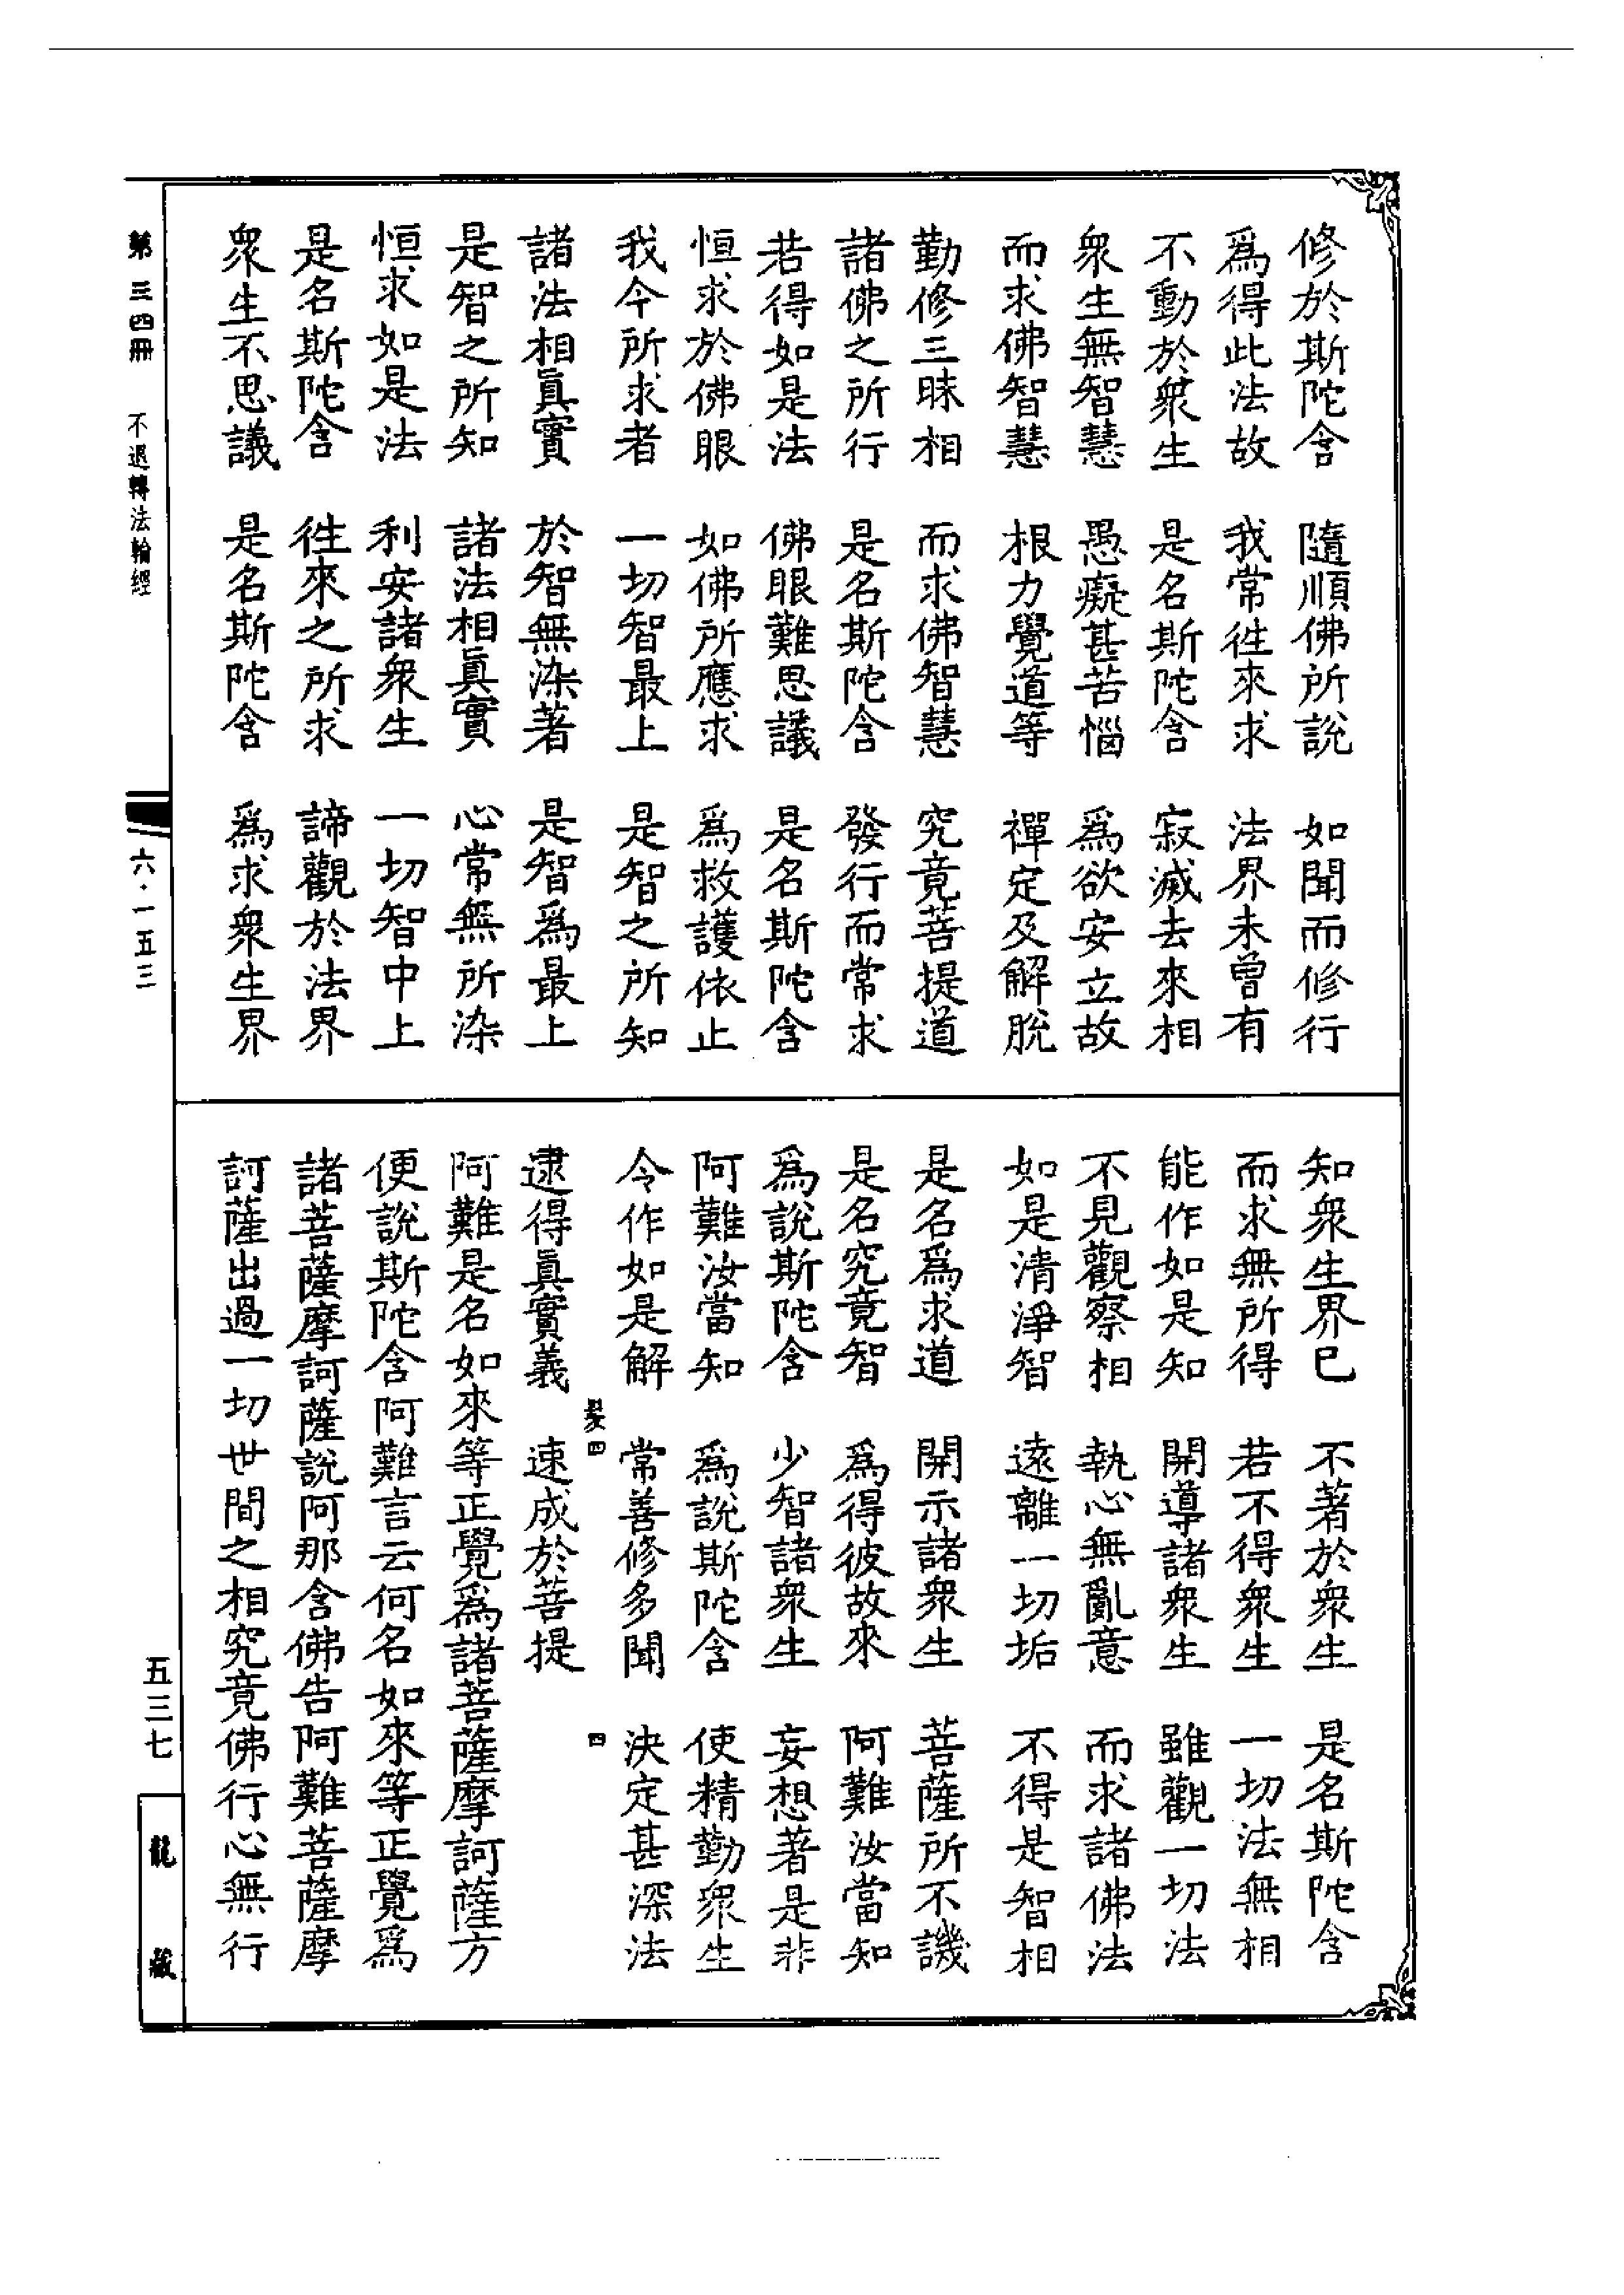 修於斯陀含　隨順佛所說　如聞而修行
爲得此法故　我常徃來求　法界未曾有
不動於衆生　是名斯陀含　寂滅去來相
衆生無智慧　愚癡甚苦惱　爲欲安立故
而求佛智慧　根力覺道等　禪定及解脫
勤修三昧相　而求佛智慧　究竟菩提道
諸佛之所行　是名斯陀含　發行而常求
若得如是法　佛眼難思議　是名斯陀含
恒求於佛眼　如佛所應求　爲救護依止
我今所求者　一切智最上　是智之所知
諸法相眞實　於智無染著　是智爲最上
是智之所知　諸法相眞實　心常無所染
恒求如是法　利安諸衆生　一切智中上
是名斯陀含　徃來之所求　諦觀於法界
衆生不思議　是名斯陀含　爲求衆生界
知衆生界已　不著於衆生　是名斯陀含
而求無所得　若不得衆生　一切法無相
能作如是知　開導諸衆生　雖觀一切法
不見觀察相　執心無亂意　而求諸佛法
如是清淨智　遠離一切垢　不得是智相
是名爲求道　開示諸衆生　菩薩所不譏
是名究竟智　爲得彼故來　阿難汝當知
爲說斯陀含　少智諸衆生　妄想著是非
阿難汝當知　爲說斯陀含　使精勤衆生
令作如是解　常善修多聞　決定甚深法
髮四　四
逮得眞實義　速成於菩提
阿難是名如來等正覺爲諸菩薩摩訶薩方
便說斯陀含阿難言云何名如來等正覺爲
諸菩薩摩訶薩說阿那含佛告阿難菩薩摩
訶薩出過一切世間之相究竟佛行心無行
第三四冊　不退轉法輪經
六·一五三
五三七
龍藏